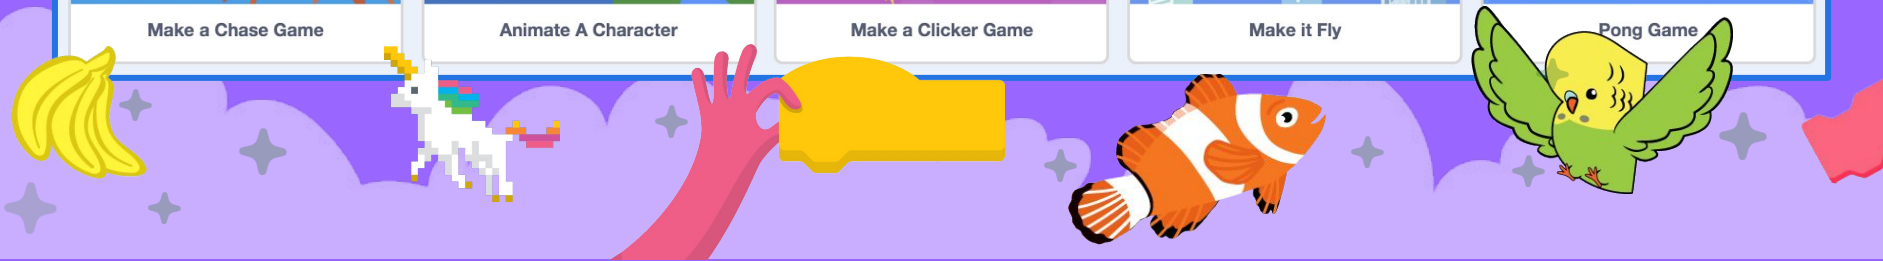 Make a Chase Game
Animate A Character
Make a Clicker Game
Make it Fly
Pong Game